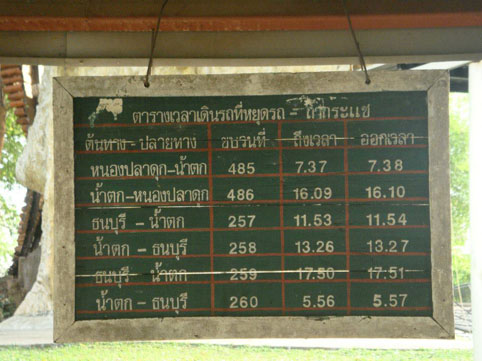 ตารางเวลาเดินรถที่หยุดรถ - ถ้ำกระแซ
ต้นทาง - ปลายทาง ขบวนที่ ถึงเวลา ออกเวลา
หนองปลาดุก-น้ำตก 485 7.37 7.38
น้ำตก-หนองปลาดุก 486 16.09 16.10
ธนบุรี - น้ำตก 257 11.53 11.54
น้ำตก - ธนบุรี 258 13.26 13.27
ธนบุรี - น้ำตก 259 17.50 17.51
น้ำตก - ธนบุรี 260 5.56 5.57